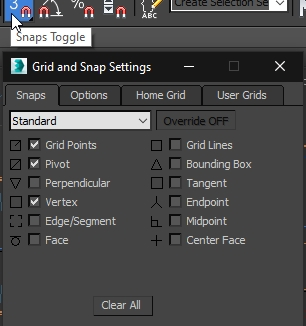 3
ABC
Create Selection Se
Snaps Toggle
3 Grid and Snap Settings
Snaps Options Home Grid User Grids
Standard Override OFF
Grid Points Grid Lines
Pivot Bounding Box
Perpendicular Tangent
Vertex Endpoint
Edge/Segment Midpoint
Face Center Face
Clear All